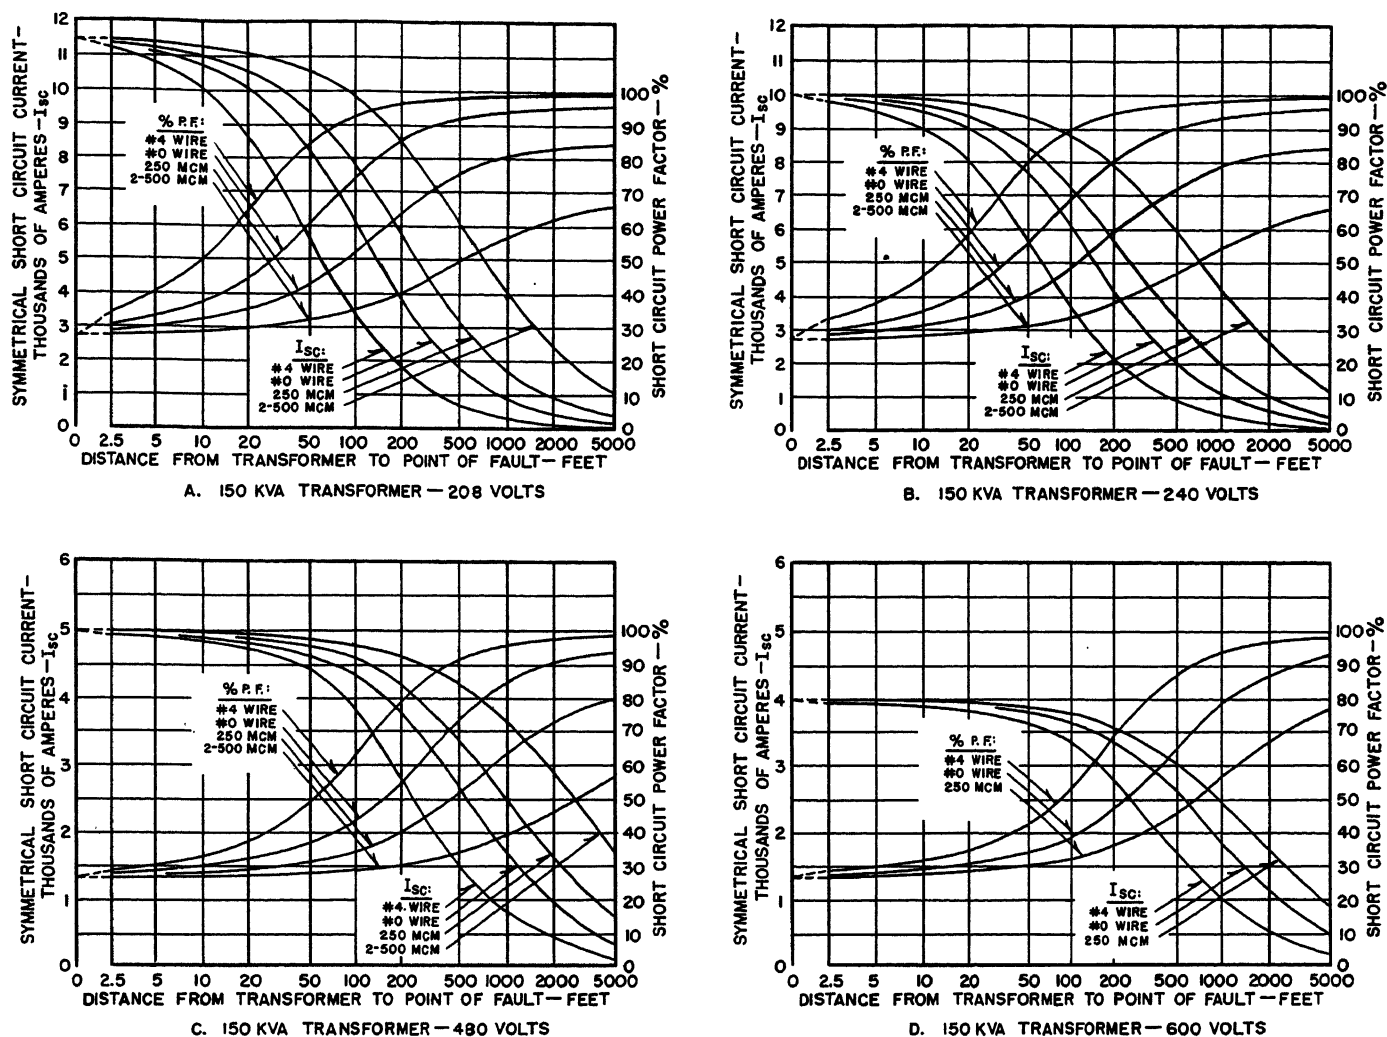 SYMMETRICAL SHORT CIRCUIT CURRENT—
THOUSANDS OF AMPERES—ISC
12
11
10
9
8
7
6
5
4
3
2
1
0
% P.F.:
#4 WIRE
#0 WIRE
250 MCM
2-500 MCM
ISC:
#4 WIRE
#0 WIRE
250 MCM
2-500 MCM
100
90
80
70
60
50
40
30
20
10
0
SHORT CIRCUIT POWER FACTOR—%
0 2.5 5 10 20 50 100 200 500 1000 2000 5000
DISTANCE FROM TRANSFORMER TO POINT OF FAULT—FEET
A. 150 KVA TRANSFORMER—208 VOLTS
SYMMETRICAL SHORT CIRCUIT CURRENT—
THOUSANDS OF AMPERES—ISC
12
11
10
9
8
7
6
5
4
3
2
1
0
% P.F.:
#4 WIRE
#0 WIRE
250 MCM
2-500 MCM
ISC:
#4 WIRE
#0 WIRE
250 MCM
2-500 MCM
100
90
80
70
60
50
40
30
20
10
0
SHORT CIRCUIT POWER FACTOR—%
0 2.5 5 10 20 50 100 200 500 1000 2000 5000
DISTANCE FROM TRANSFORMER TO POINT OF FAULT—FEET
B. 150 KVA TRANSFORMER—240 VOLTS
SYMMETRICAL SHORT CIRCUIT CURRENT—
THOUSANDS OF AMPERES—ISC
6
5
4
3
2
1
0
% P.F.:
#4 WIRE
#0 WIRE
250 MCM
2-500 MCM
ISC:
#4. WIRE
#0 WIRE
250 MCM
2-500 MCM
100
90
80
70
60
50
40
30
20
10
0
SHORT CIRCUIT POWER FACTOR—%
0 2.5 5 10 20 50 100 200 500 1000 2000 5000
DISTANCE FROM TRANSFORMER TO POINT OF FAULT—FEET
C. 150 KVA TRANSFORMER—480 VOLTS
SYMMETRICAL SHORT CIRCUIT CURRENT—
THOUSANDS OF AMPERES—ISC
6
5
4
3
2
1
0
% P.F.:
#4 WIRE
#0 WIRE
250 MCM
ISC:
#4 WIRE
#0 WIRE
250 MCM
100
90
80
70
60
50
40
30
20
10
0
SHORT CIRCUIT POWER FACTOR—%
0 2.5 5 10 20 50 100 200 500 1000 2000 5000
DISTANCE FROM TRANSFORMER TO POINT OF FAULT—FEET
D. 150 KVA TRANSFORMER—600 VOLTS